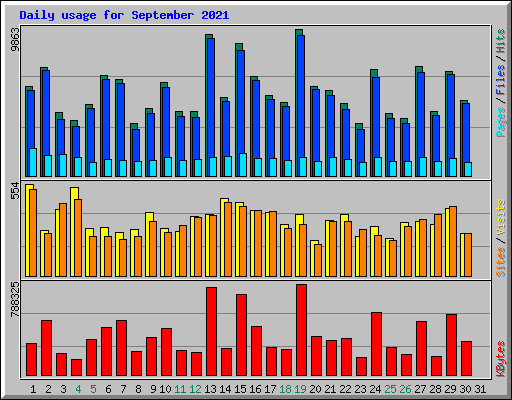 Daily usage for September 2021
9863
Pages / Files / Hits
554
Sites / Visits
788325
KBytes
1 2 3 4 5 6 7 8 9 10 11 12 13 14 15 16 17 18 19 20 21 22 23 24 25 26 27 28 29 30 31